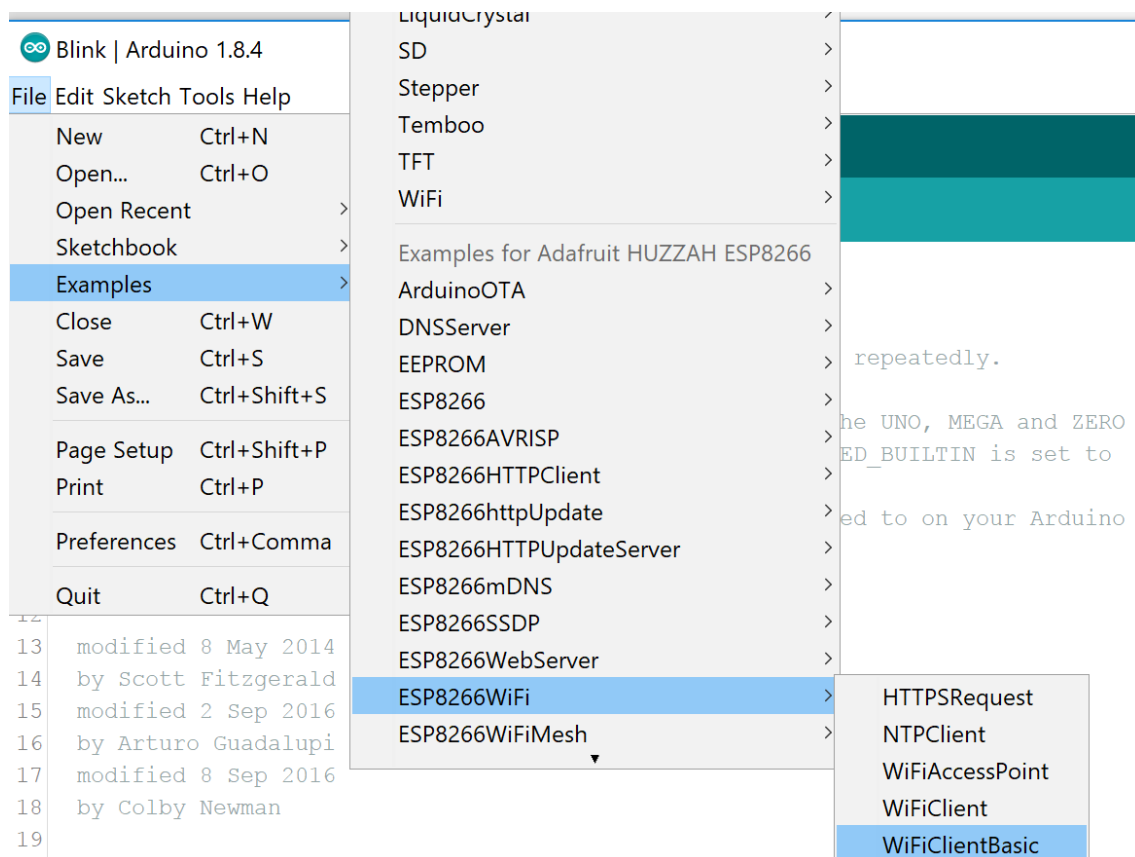 LiquidCrystal
Blink | Arduino 1.8.4
File Edit Sketch Tools Help
New Ctrl+N
Open... Ctrl+O
Open Recent
Sketchbook
Examples
Close Ctrl+W
Save Ctrl+S
Save As... Ctrl+Shift+S
Page Setup Ctrl+Shift+P
Print Ctrl+P
Preferences Ctrl+Comma
Quit Ctrl+Q
SD
Stepper
Temboo
TFT
WiFi
Examples for Adafruit HUZZAH ESP8266
ArduinoOTA
DNSServer
EEPROM
ESP8266
ESP8266AVRISP
ESP8266HTTPClient
ESP8266httpUpdate
ESP8266HTTPUpdateServer
ESP8266mDNS
ESP8266SSDP
ESP8266WebServer
ESP8266WiFi
ESP8266WiFiMesh
HTTPSRequest
NTPClient
WiFiAccessPoint
WiFiClient
WiFiClientBasic
repeatedly.
he UNO, MEGA and ZERO
ED_BUILTIN is set to
ed to on your Arduino
12
13 modified 8 May 2014
14 by Scott Fitzgerald
15 modified 2 Sep 2016
16 by Arturo Guadalupi
17 modified 8 Sep 2016
18 by Colby Newman
19